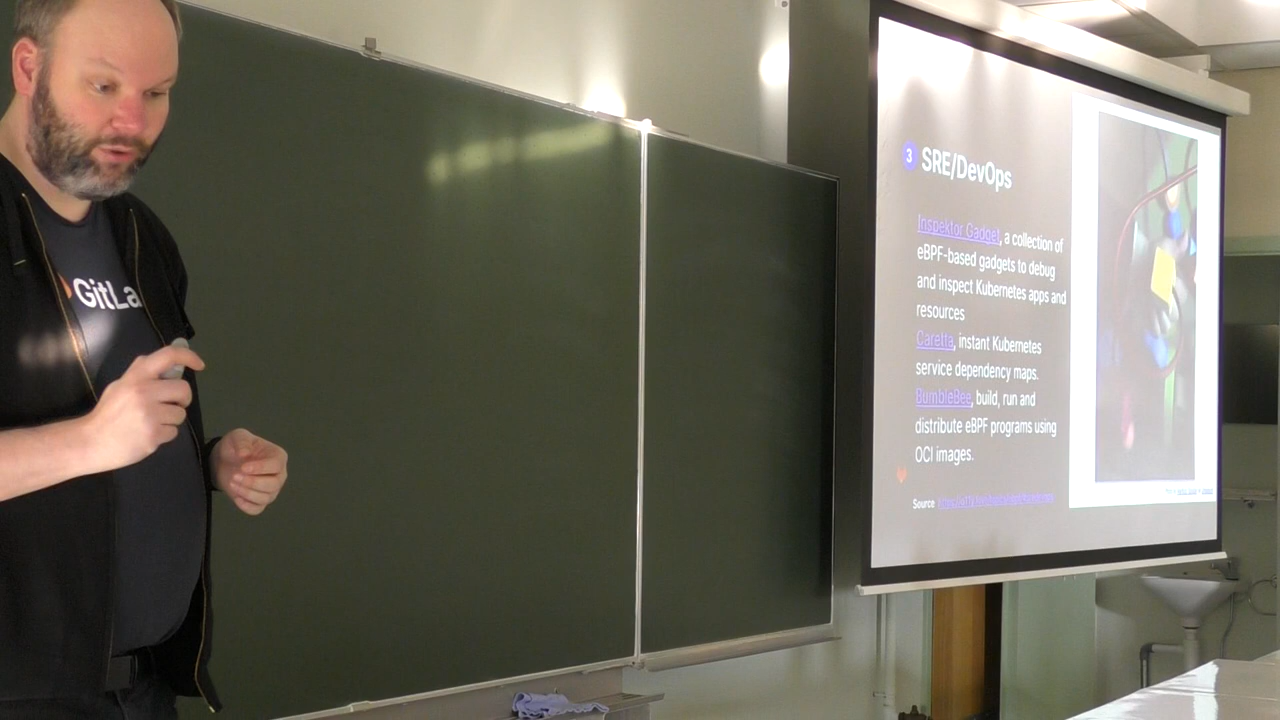 GitLa
3 SRE/DevOps
Inspektor Gadget, a collection of
eBPF-based gadgets to debug
and inspect Kubernetes apps and
resources
Caretta, instant Kubernetes
service dependency maps.
BumbleBee, build, run and
distribute eBPF programs using
OCI images.
Source